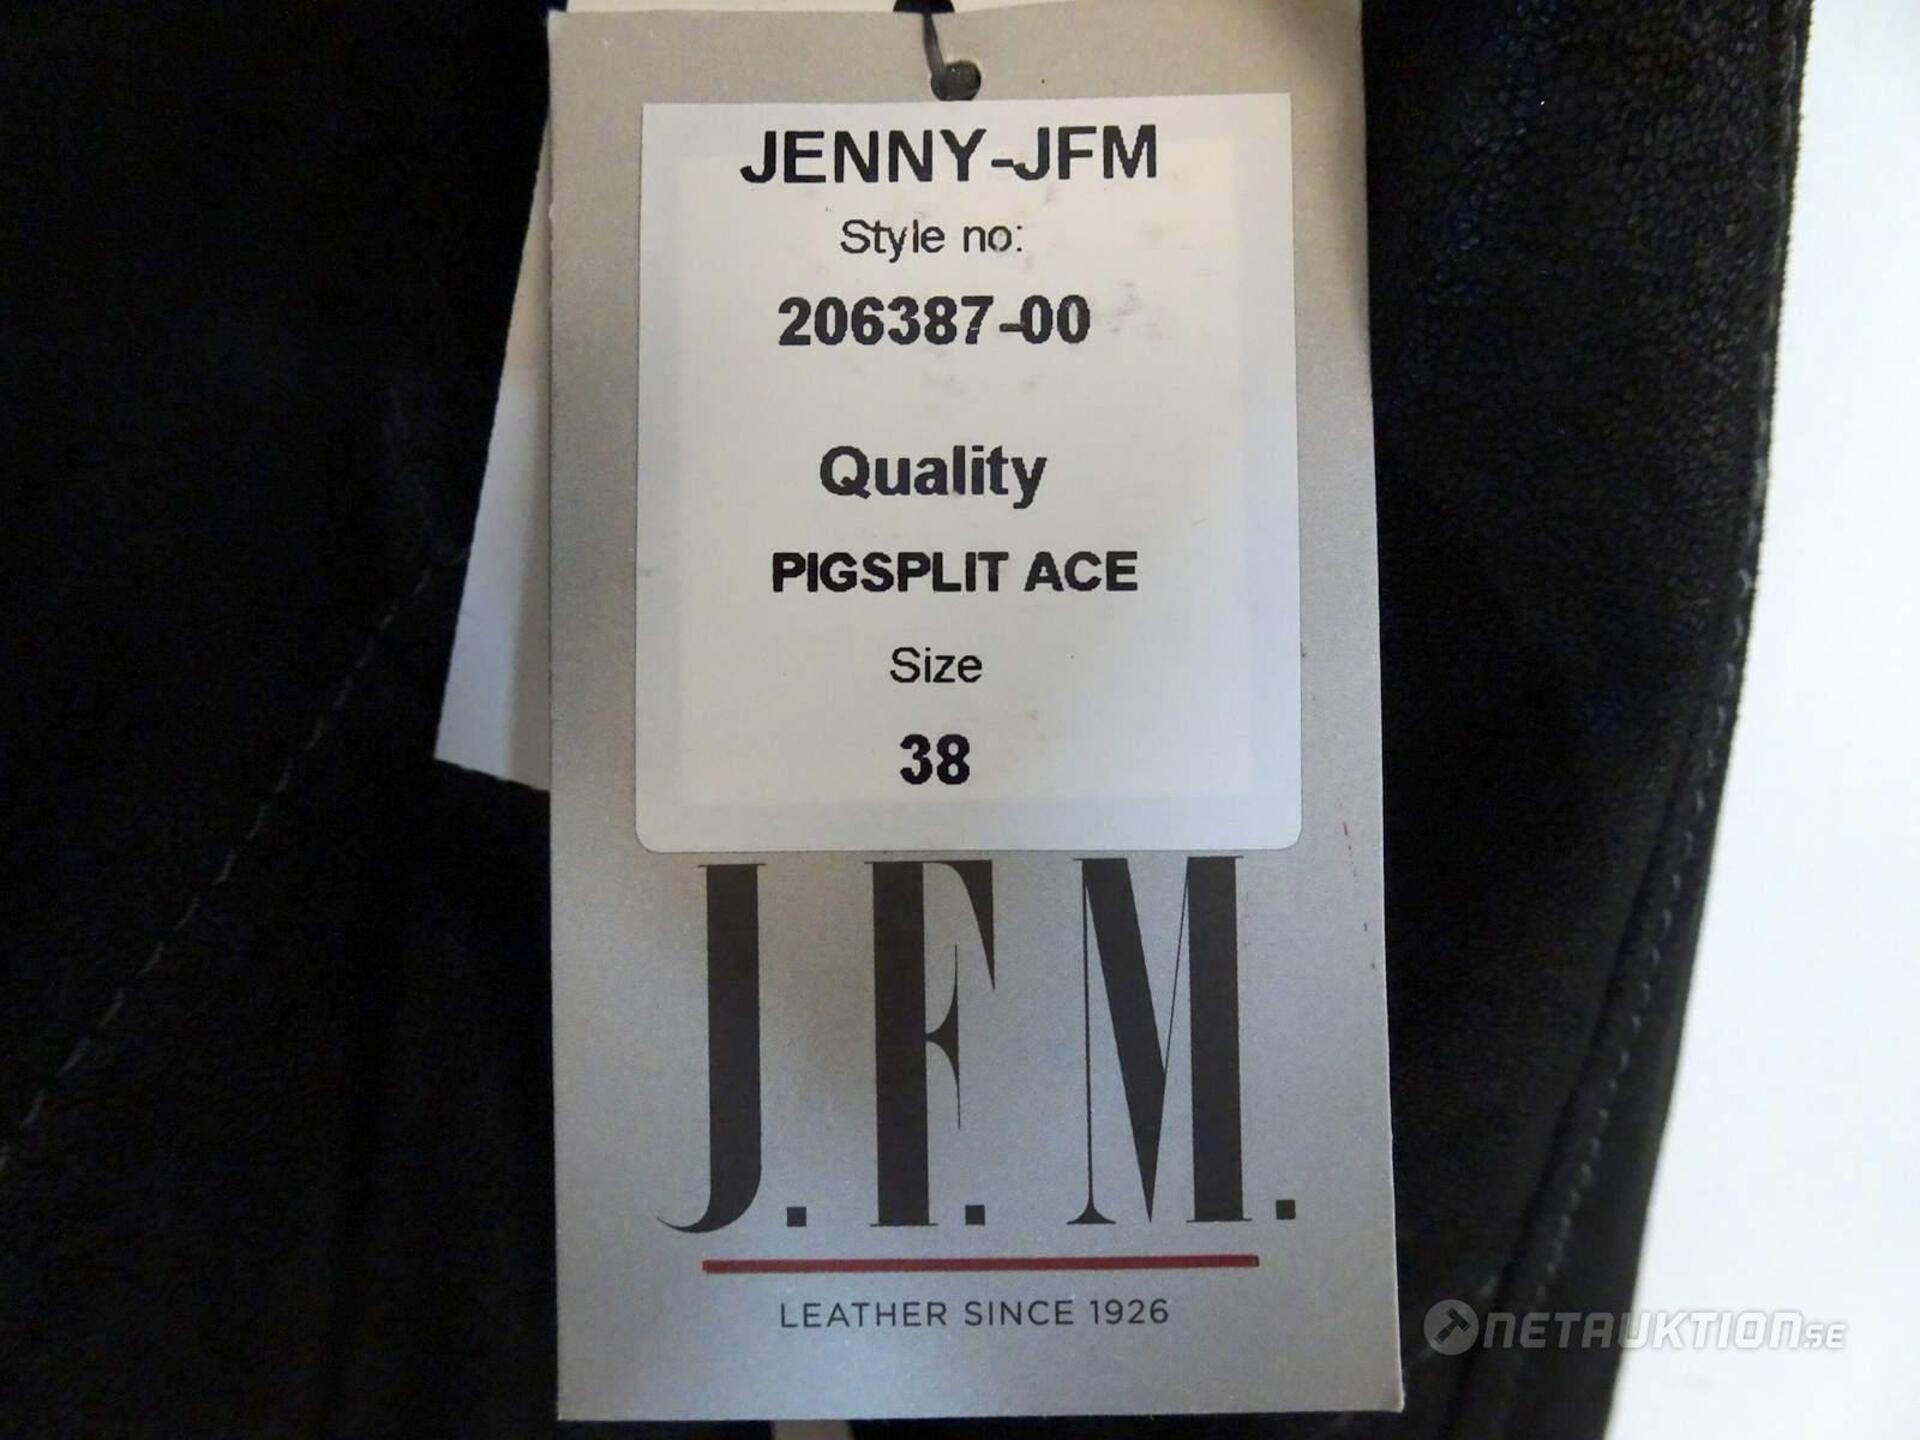 JENNY-JFM
Style no:
206387-00
Quality
PIGSPLIT ACE
Size
38
J.F.M.
LEATHER SINCE 1926
NETAUKTION.SE